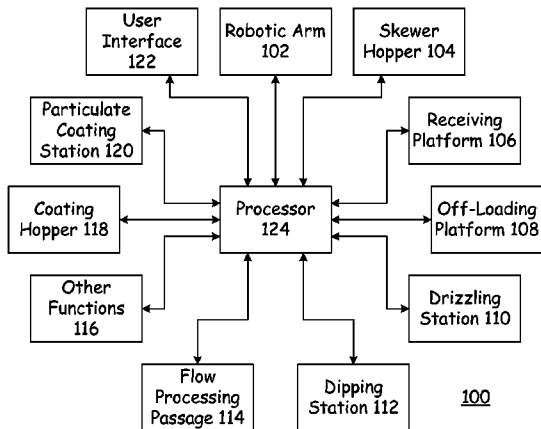 User
Interface
122
Robotic Arm
102
Skewer
Hopper 104
Particulate
Coating
Station 120
Receiving
Platform 106
Coating
Hopper 118
Processor
124
Off-Loading
Platform 108
Other
Functions
116
Drizzling
Station 110
Flow
Processing
Passage 114
Dipping
Station 112
100